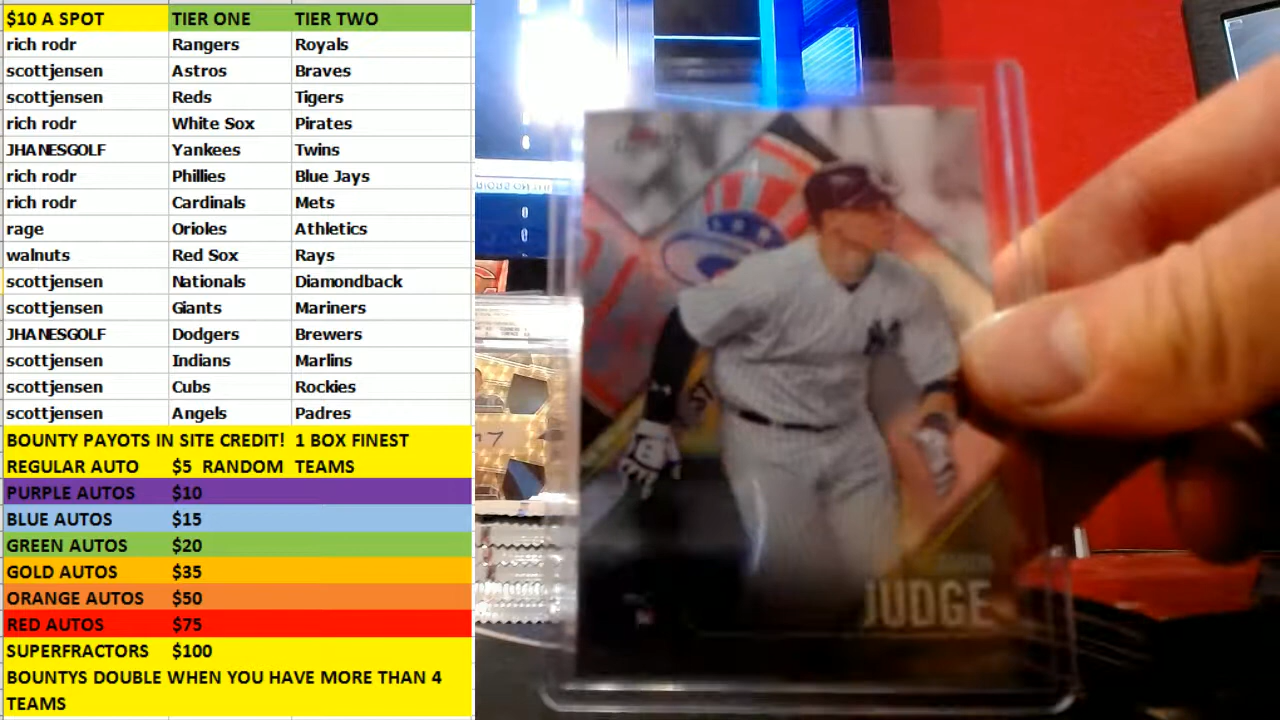 $10 A SPOT TIER ONE TIER TWO
rich rodr Rangers Royals
scottjensen Astros Braves
scottjensen Reds Tigers
rich rodr White Sox Pirates
JHANESGOLF Yankees Twins
rich rodr Phillies Blue Jays
rich rodr Cardinals Mets
rage Orioles Athletics
walnuts Red Sox Rays
scottjensen Nationals Diamondback
scottjensen Giants Mariners
JHANESGOLF Dodgers Brewers
scottjensen Indians Marlins
scottjensen Cubs Rockies
scottjensen Angels Padres
BOUNTY PAYOTS IN SITE CREDIT! 1 BOX FINEST
REGULAR AUTO $5 RANDOM TEAMS
PURPLE AUTOS $10
BLUE AUTOS $15
GREEN AUTOS $20
GOLD AUTOS $35
ORANGE AUTOS $50
RED AUTOS $75
SUPERFRACTORS $100
BOUNTYS DOUBLE WHEN YOU HAVE MORE THAN 4
TEAMS
JUDGE